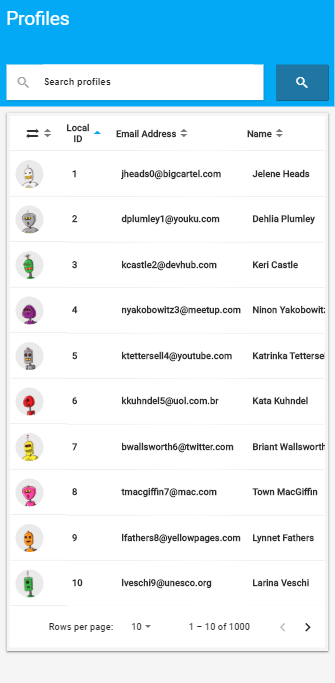 Profiles
Search profiles
Local ID
Email Address
Name
1 jheads0@bigcartel.com Jelene Heads
2 dplumley1@youku.com Dehlia Plumley
3 kcastle2@devhub.com Keri Castle
4 nyakobowitz3@meetup.com Ninon Yakobowit
5 ktettersell4@youtube.com Katrinka Tetterse
6 kkuhndel5@uol.com.br Kata Kuhndel
7 bwallsworth6@twitter.com Briant Wallsworth
8 tmacgiffin7@mac.com Town MacGiffin
9 lfathers8@yellowpages.com Lynnet Fathers
10 lveschi9@unesco.org Larina Veschi
Rows per page: 10 1 – 10 of 1000